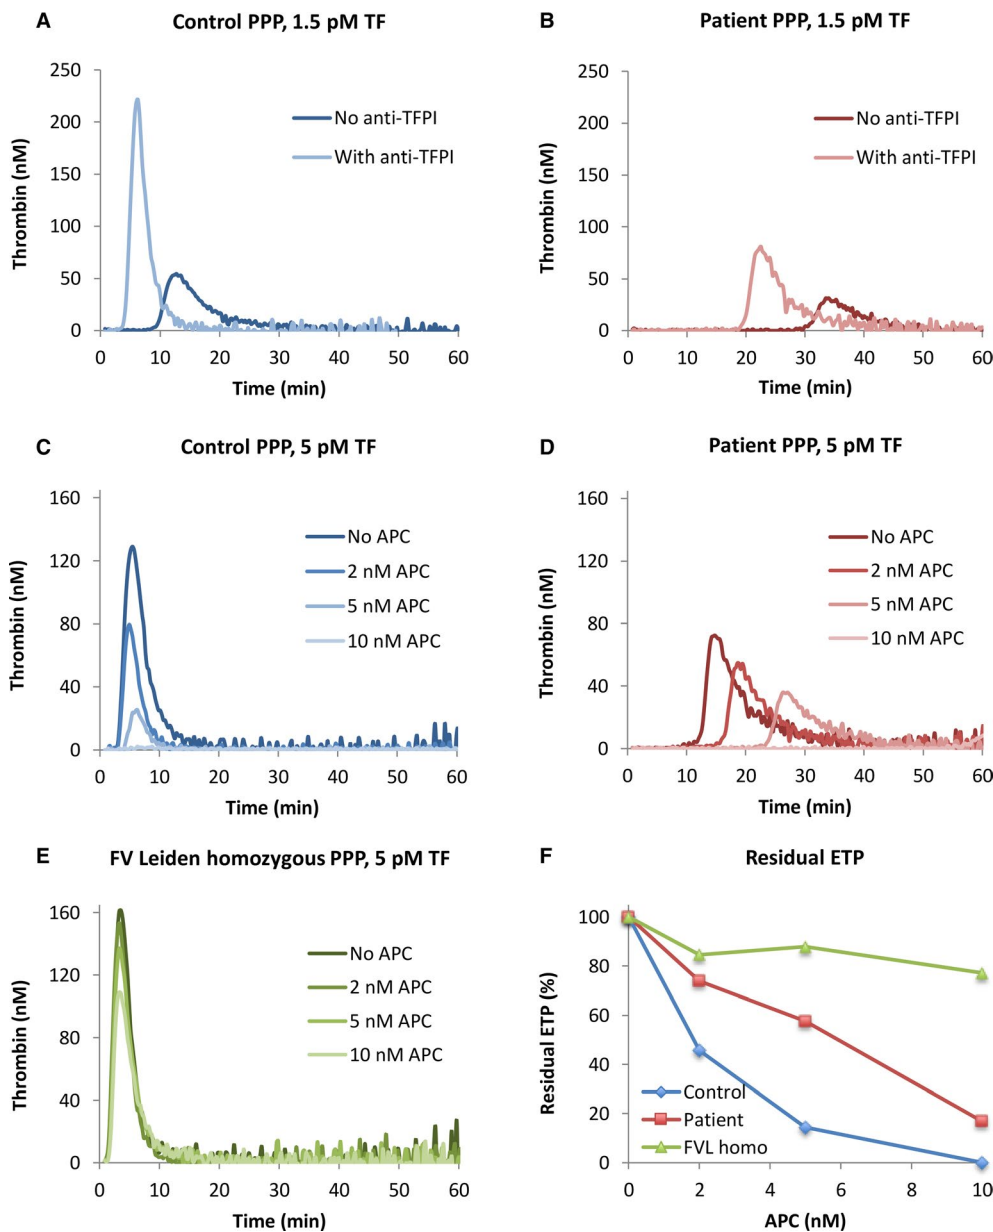 A
Control PPP, 1.5 pM TF
250
200
150
100
50
0
Thrombin (nM)
No anti-TFPI
With anti-TFPI
0 10 20 30 40 50 60
Time (min)
B
Patient PPP, 1.5 pM TF
250
200
150
100
50
0
Thrombin (nM)
No anti-TFPI
With anti-TFPI
0 10 20 30 40 50 60
Time (min)
C
Control PPP, 5 pM TF
160
120
80
40
0
Thrombin (nM)
No APC
2 nM APC
5 nM APC
10 nM APC
0 10 20 30 40 50 60
Time (min)
D
Patient PPP, 5 pM TF
160
120
80
40
0
Thrombin (nM)
No APC
2 nM APC
5 nM APC
10 nM APC
0 10 20 30 40 50 60
Time (min)
E
FV Leiden homozygous PPP, 5 pM TF
160
120
80
40
0
Thrombin (nM)
No APC
2 nM APC
5 nM APC
10 nM APC
0 10 20 30 40 50 60
Time (min)
F
Residual ETP
100
80
60
40
20
0
Residual ETP (%)
Control
Patient
FVL homo
0 2 4 6 8 10
APC (nM)